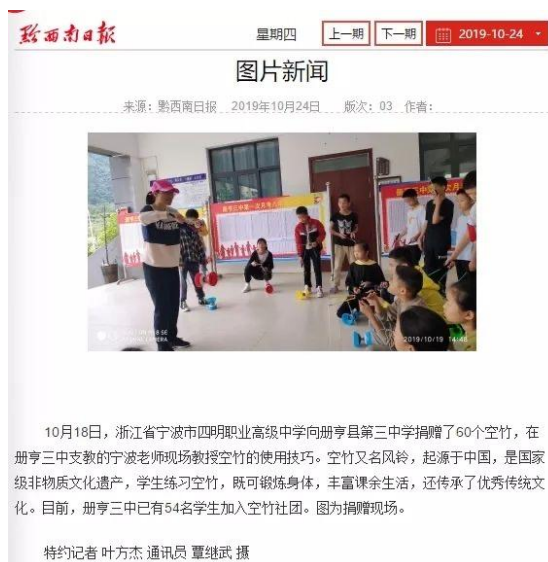 黔西南日报
星期四 上一期 下一期 2019-10-24
图片新闻
来源：黔西南日报 2019年10月24日 版次：03 作者：
2019/10/19 14:48
10月18日，浙江省宁波市四明职业高级中学向册亨县第三中学捐赠了60个空竹，在
册亨三中支教的宁波老师现场教授空竹的使用技巧。空竹又名风铃，起源于中国，是国家
级非物质文化遗产，学生练习空竹，既可锻炼身体，丰富课余生活，还传承了优秀传统文
化。目前，册亨三中已有54名学生加入空竹社团。图为捐赠现场。
特约记者 叶方杰 通讯员 覃继武 摄